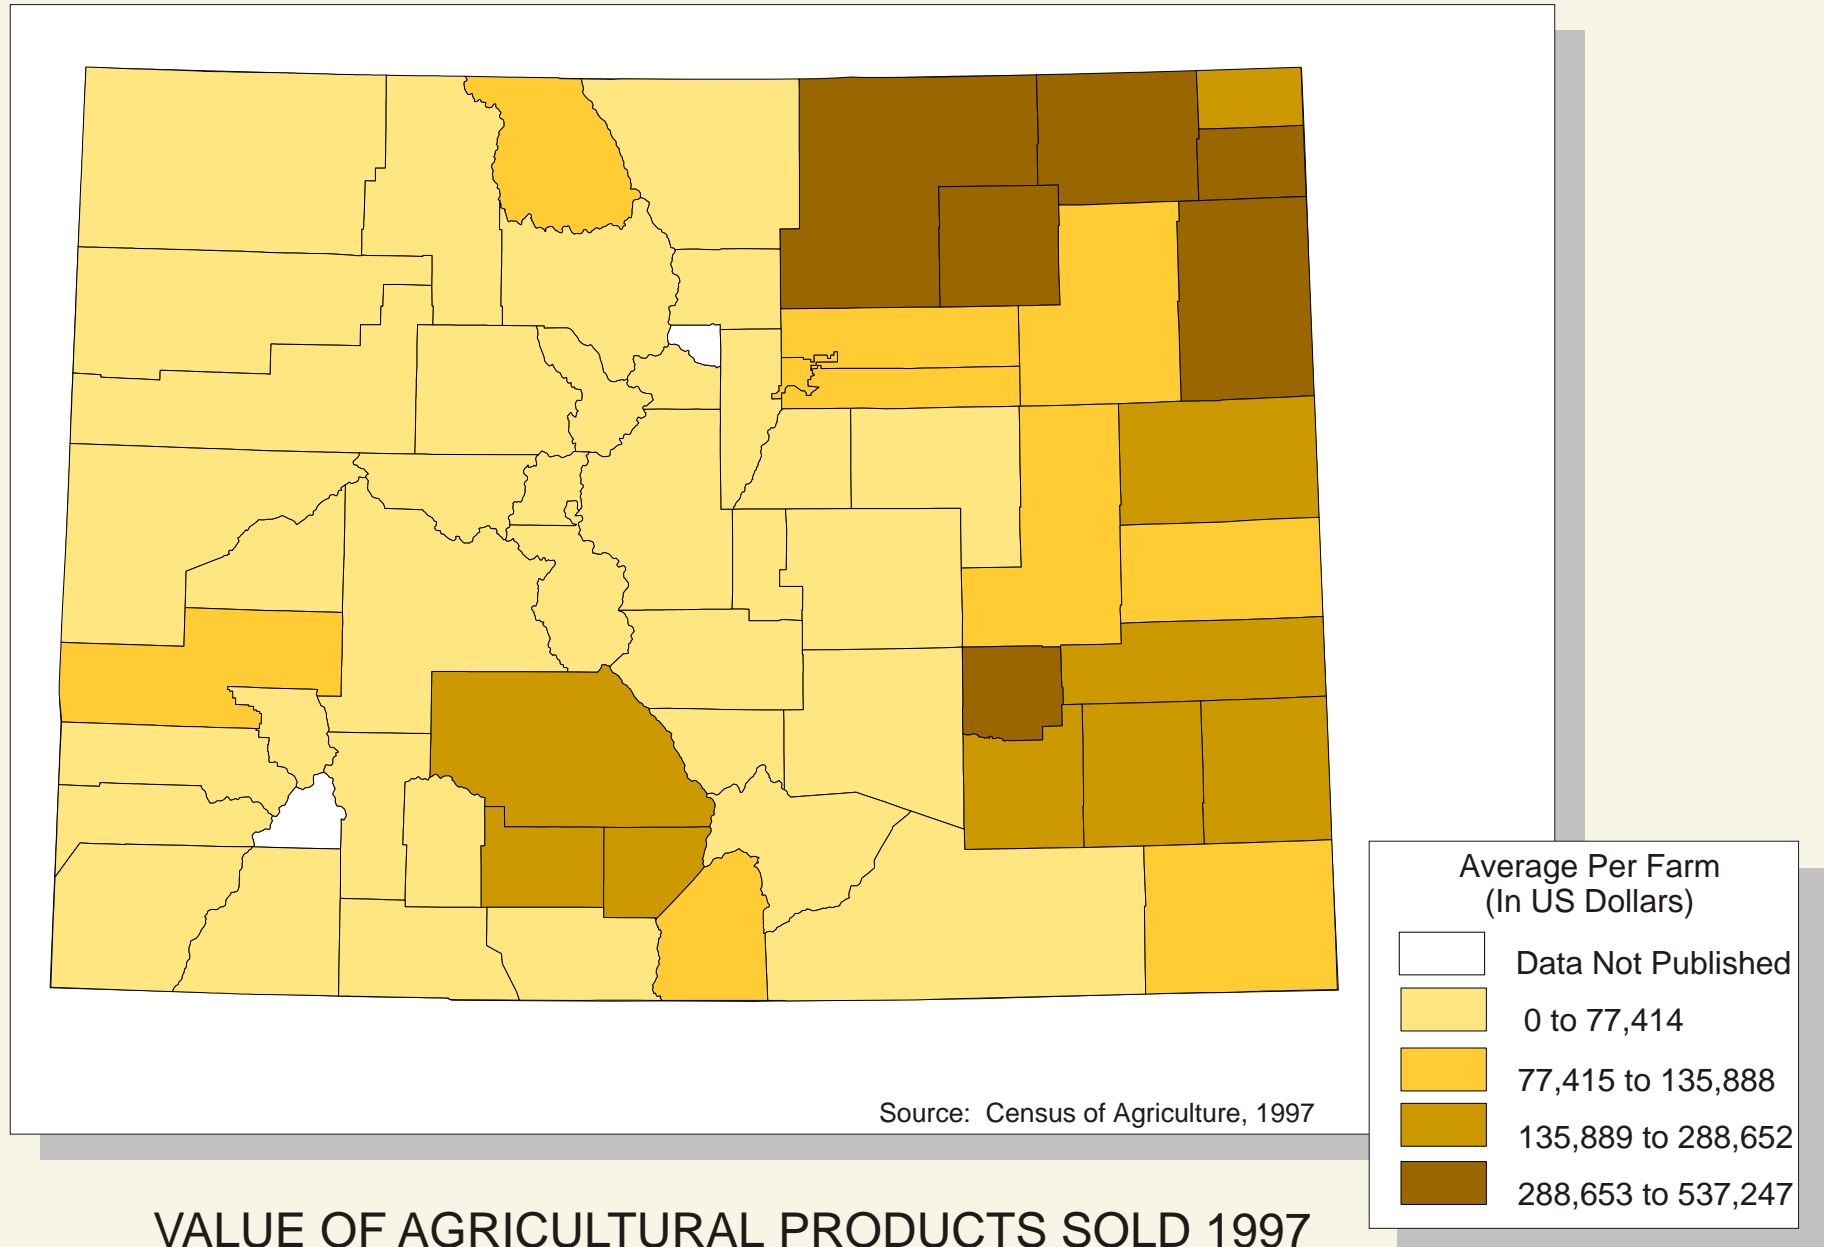 Average Per Farm
(In US Dollars)
Data Not Published
0 to 77,414
77,415 to 135,888
135,889 to 288,652
288,653 to 537,247
Source: Census of Agriculture, 1997
VALUE OF AGRICULTURAL PRODUCTS SOLD 1997